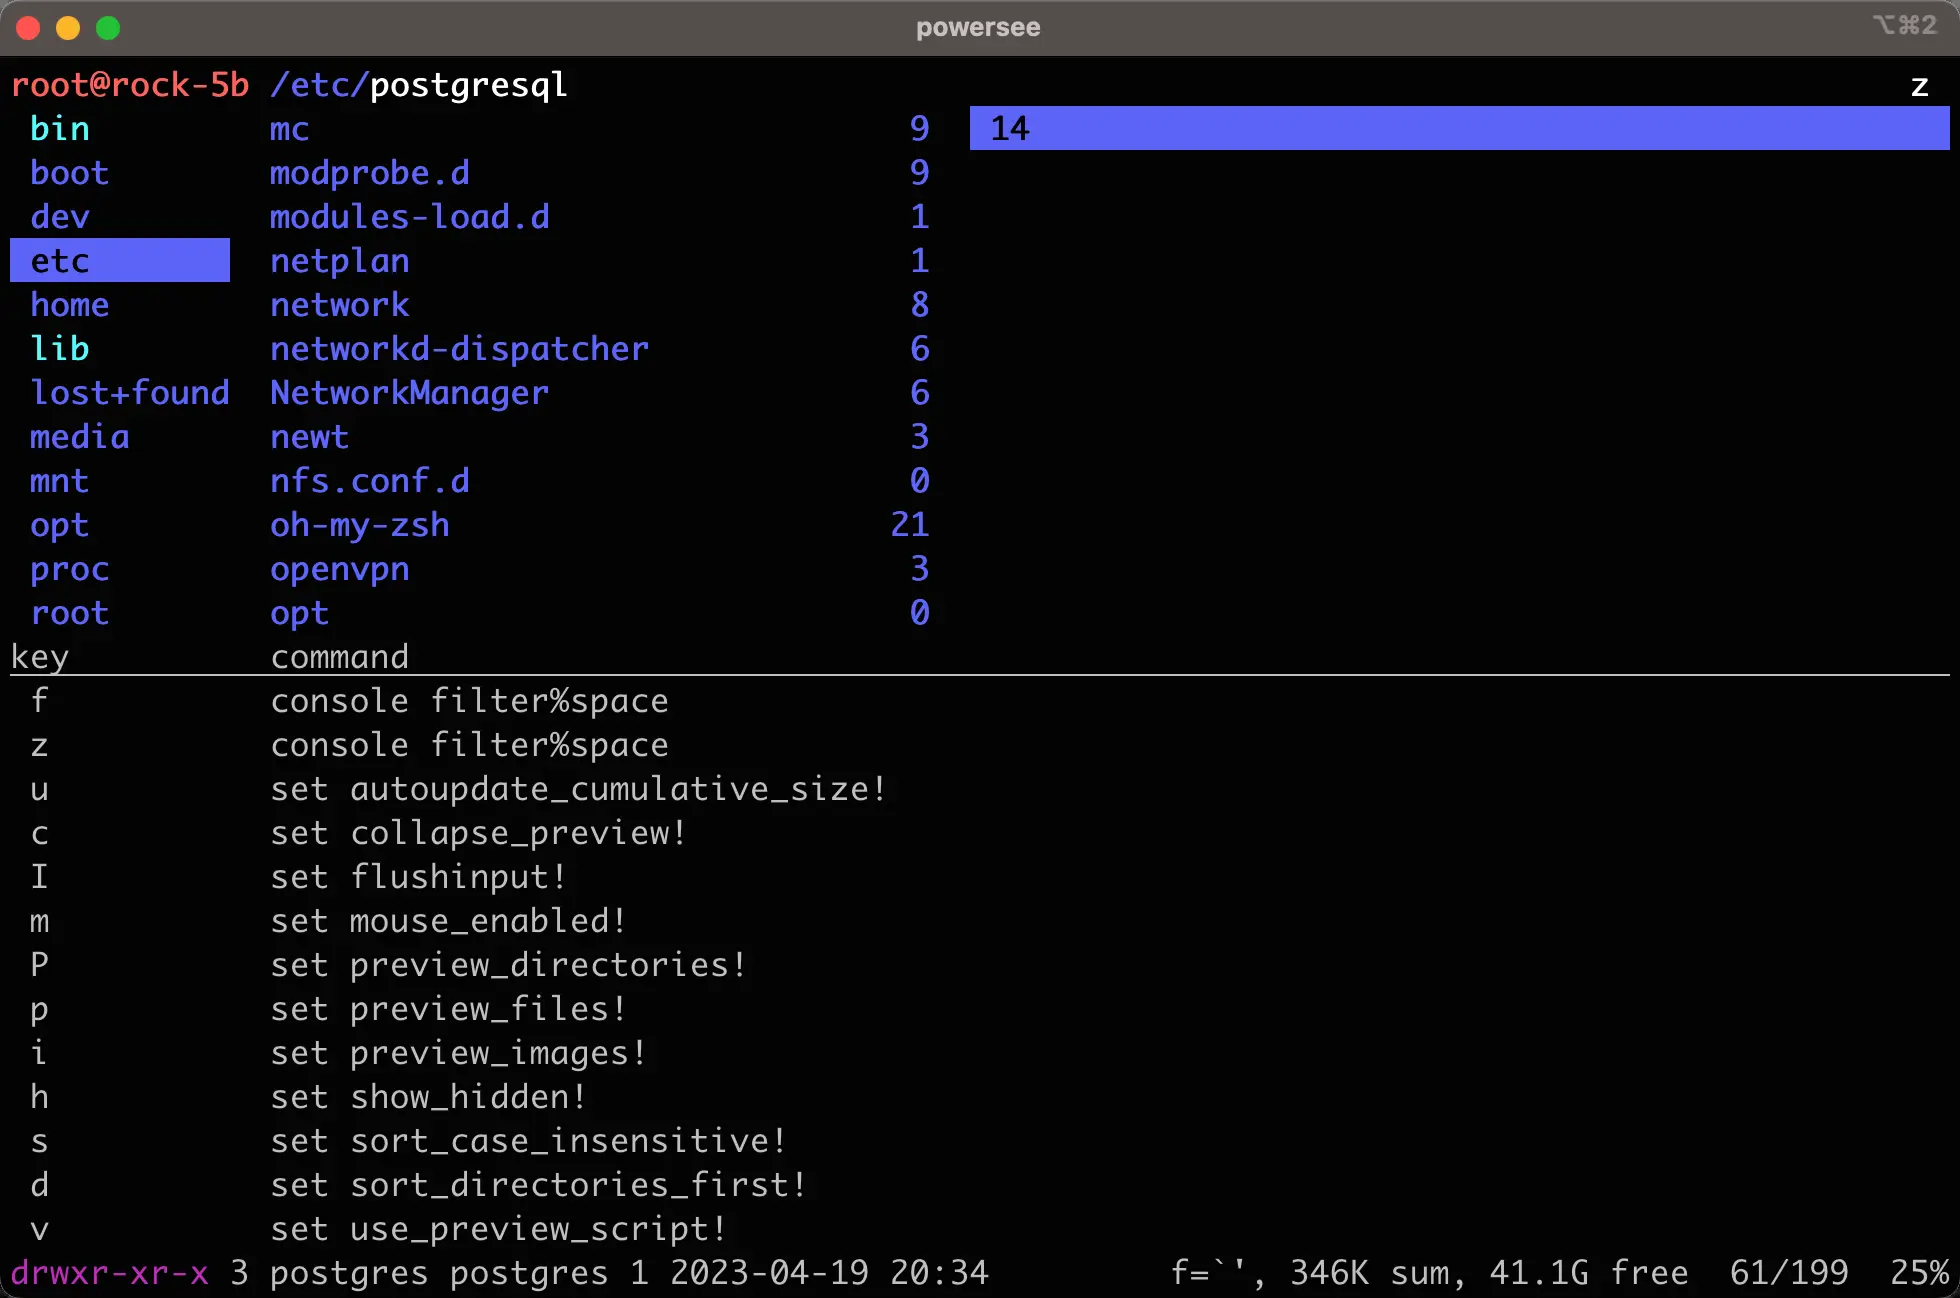 powersee ⌥⌘2
root@rock-5b /etc/postgresql z
bin mc 9 14
boot modprobe.d 9
dev modules-load.d 1
etc netplan 1
home network 8
lib networkd-dispatcher 6
lost+found NetworkManager 6
media newt 3
mnt nfs.conf.d 0
opt oh-my-zsh 21
proc openvpn 3
root opt 0
key command
f console filter%space
z console filter%space
u set autoupdate_cumulative_size!
c set collapse_preview!
I set flushinput!
m set mouse_enabled!
P set preview_directories!
p set preview_files!
i set preview_images!
h set show_hidden!
s set sort_case_insensitive!
d set sort_directories_first!
v set use_preview_script!
drwxr-xr-x 3 postgres postgres 1 2023-04-19 20:34 f=`', 346K sum, 41.1G free 61/199 25%